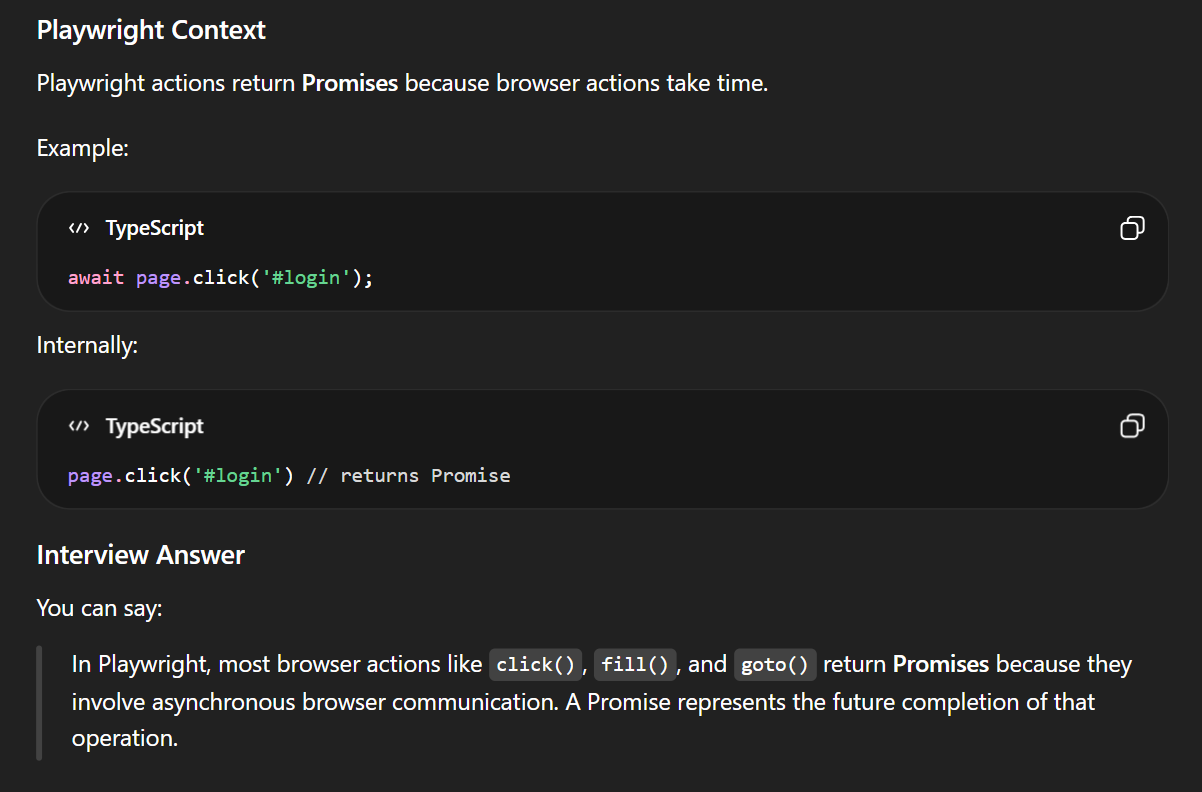 Playwright Context
Playwright actions return Promises because browser actions take time.
Example:
TypeScript
await page.click('#login');
Internally:
TypeScript
page.click('#login') // returns Promise
Interview Answer
You can say:
In Playwright, most browser actions like click(), fill(), and goto() return Promises because they
involve asynchronous browser communication. A Promise represents the future completion of that
operation.